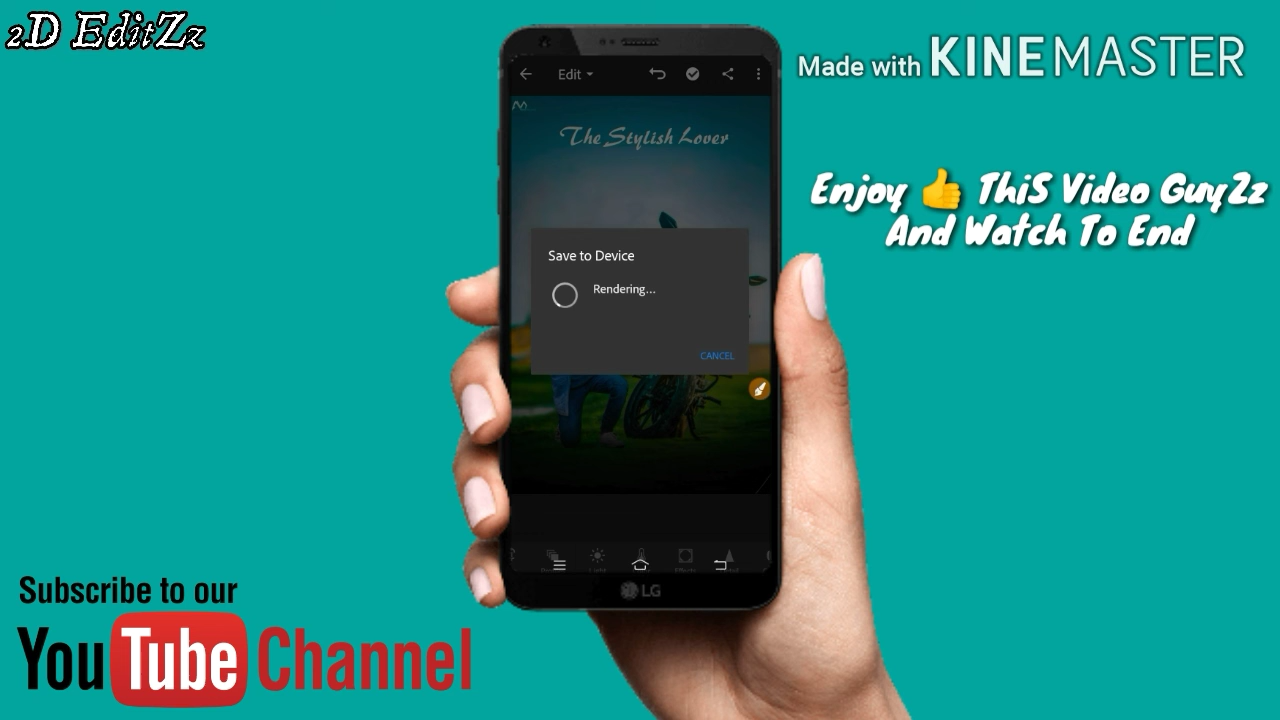 2D EditZz
Made with KINEMASTER
Enjoy 👍 ThiS Video GuyZz
And Watch To End
Edit
The Stylish Lover
Save to Device
Rendering...
CANCEL
LG
Subscribe to our
YouTube Channel